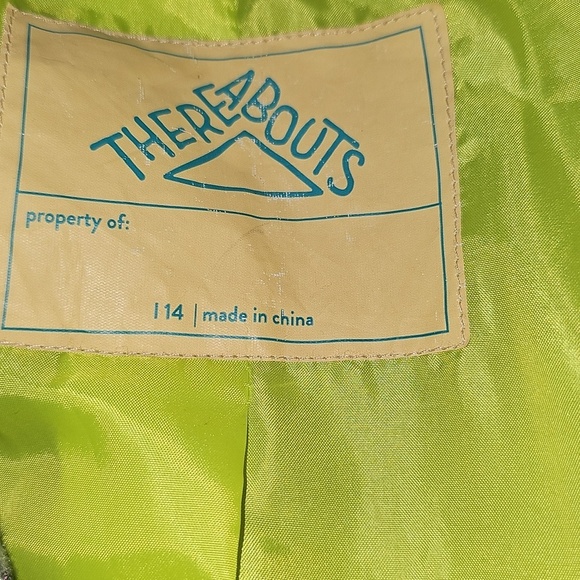 THEREABOUTS
property of:
l 14 | made in china